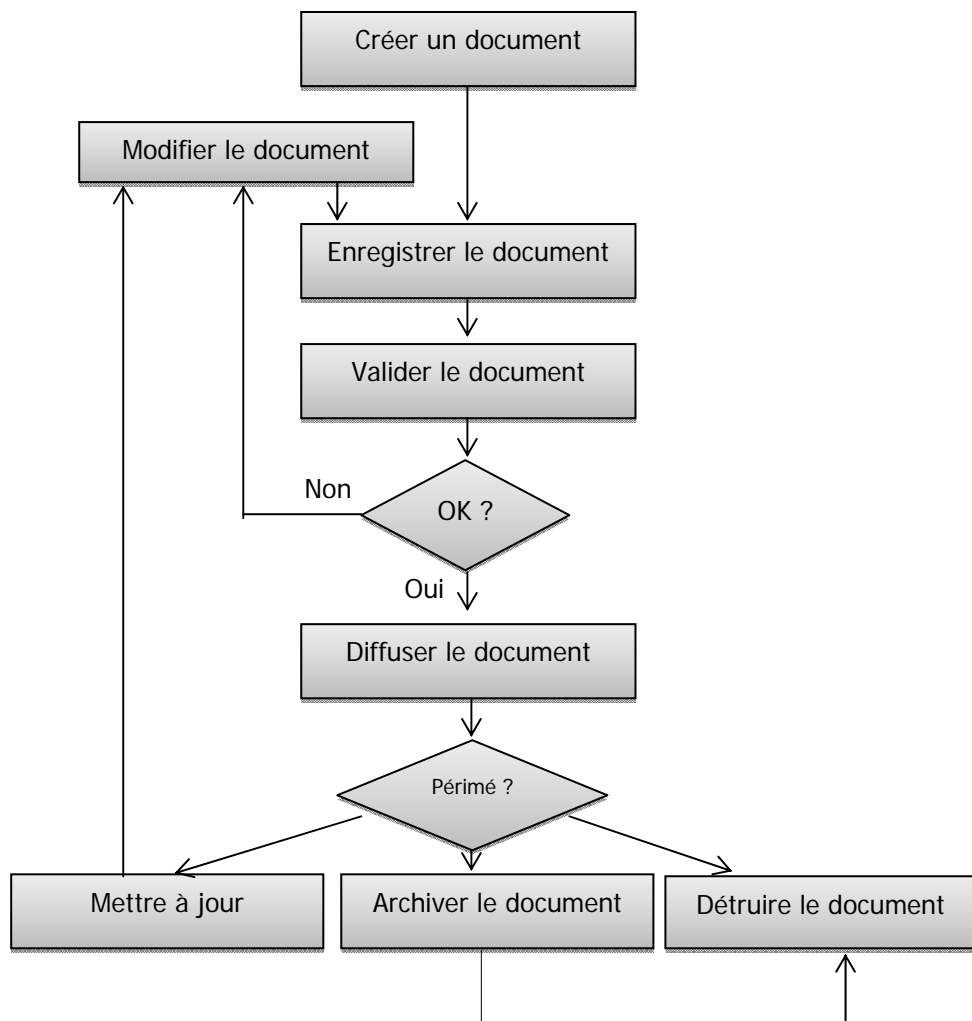 Créer un document
Modifier le document
Enregistrer le document
Valider le document
Non
OK ?
Oui
Diffuser le document
Périmé ?
Mettre à jour
Archiver le document
Détruire le document